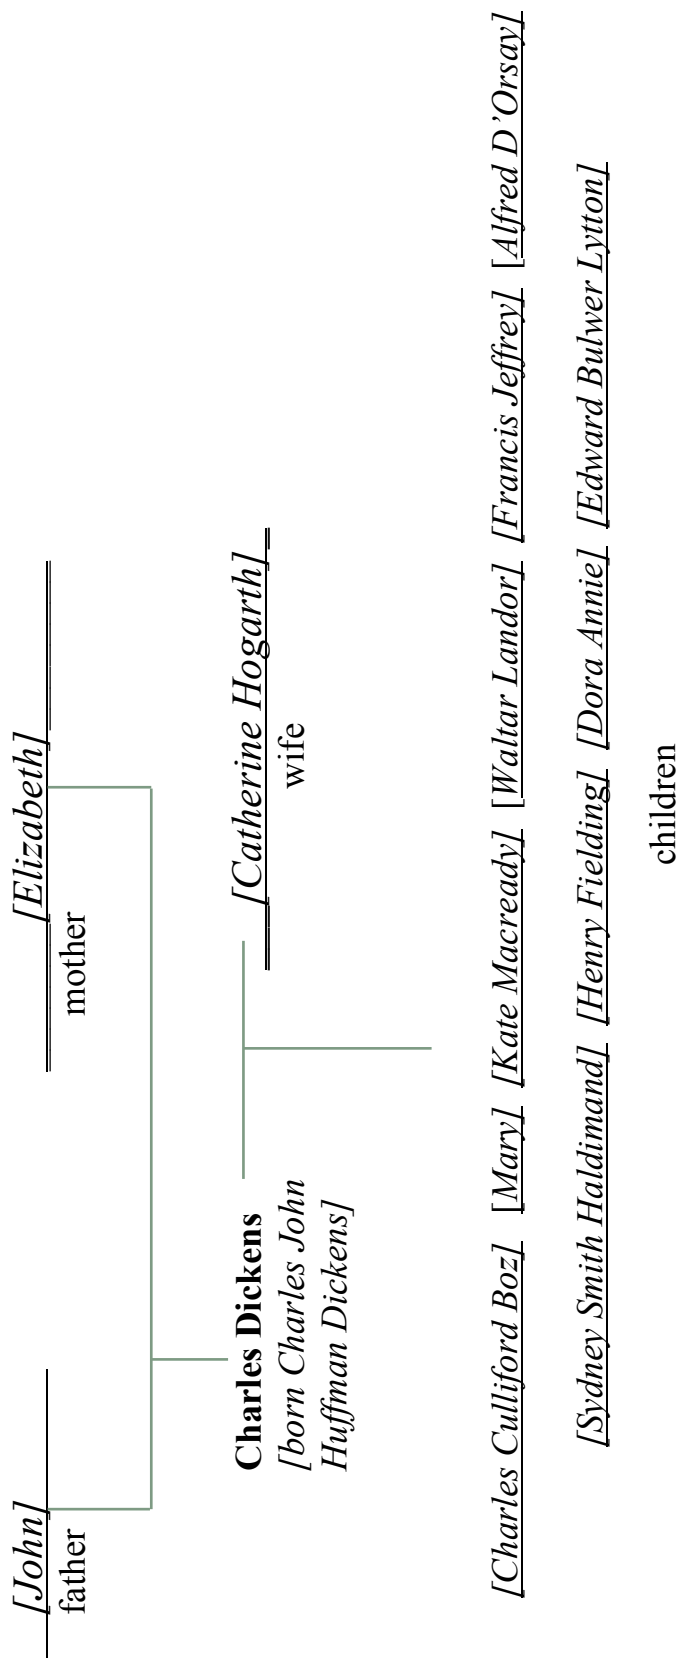 [John] [Elizabeth]
father mother
Charles Dickens [Catherine Hogarth]
[born Charles John wife
Huffman Dickens]
[Charles Culliford Boz] [Mary] [Kate Macready] [Waltar Landor] [Francis Jeffrey] [Alfred D’Orsay]
[Sydney Smith Haldimand] [Henry Fielding] [Dora Annie] [Edward Bulwer Lytton]
children